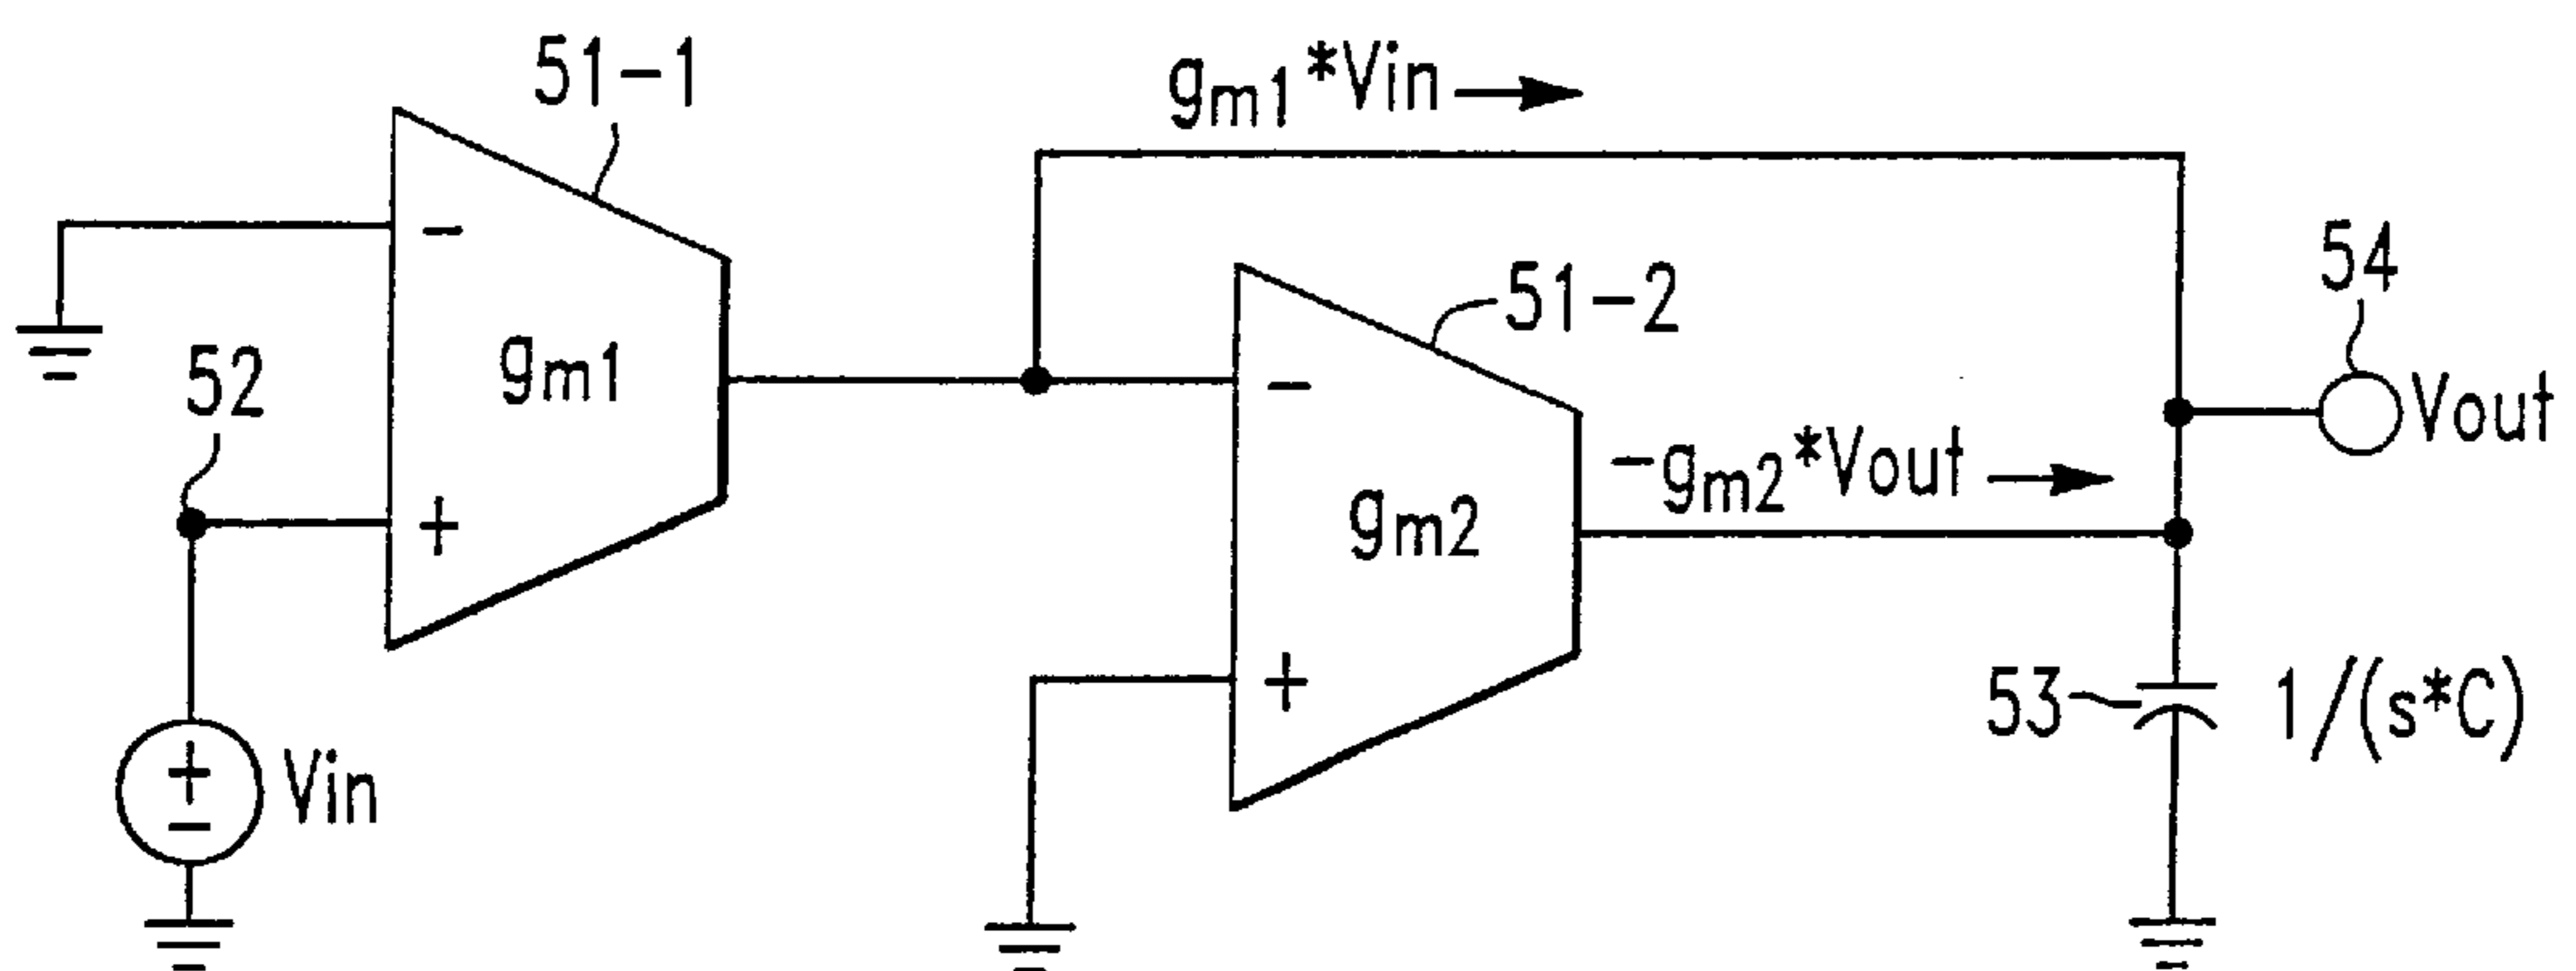 51-1
gm1*Vin
-
gm1
+
52
+
-
Vin
51-2
-
gm2
+
-gm2*Vout
54
Vout
53
1/(s*C)